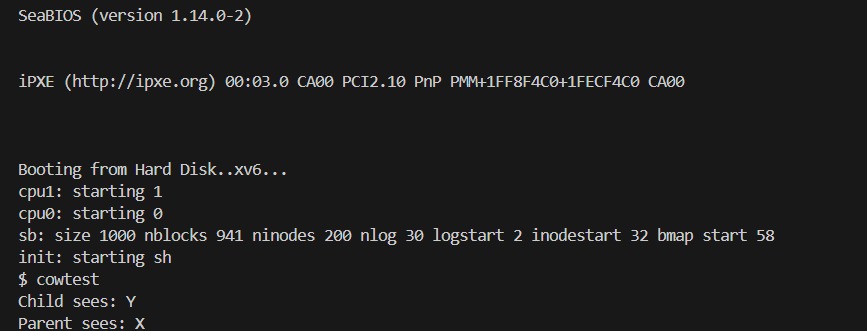 SeaBIOS (version 1.14.0-2)
iPXE (http://ipxe.org) 00:03.0 CA00 PCI2.10 PnP PMM+1FF8F4C0+1FECF4C0 CA00
Booting from Hard Disk..xv6...
cpu1: starting 1
cpu0: starting 0
sb: size 1000 nblocks 941 ninodes 200 nlog 30 logstart 2 inodestart 32 bmap start 58
init: starting sh
$ cowtest
Child sees: Y
Parent sees: X